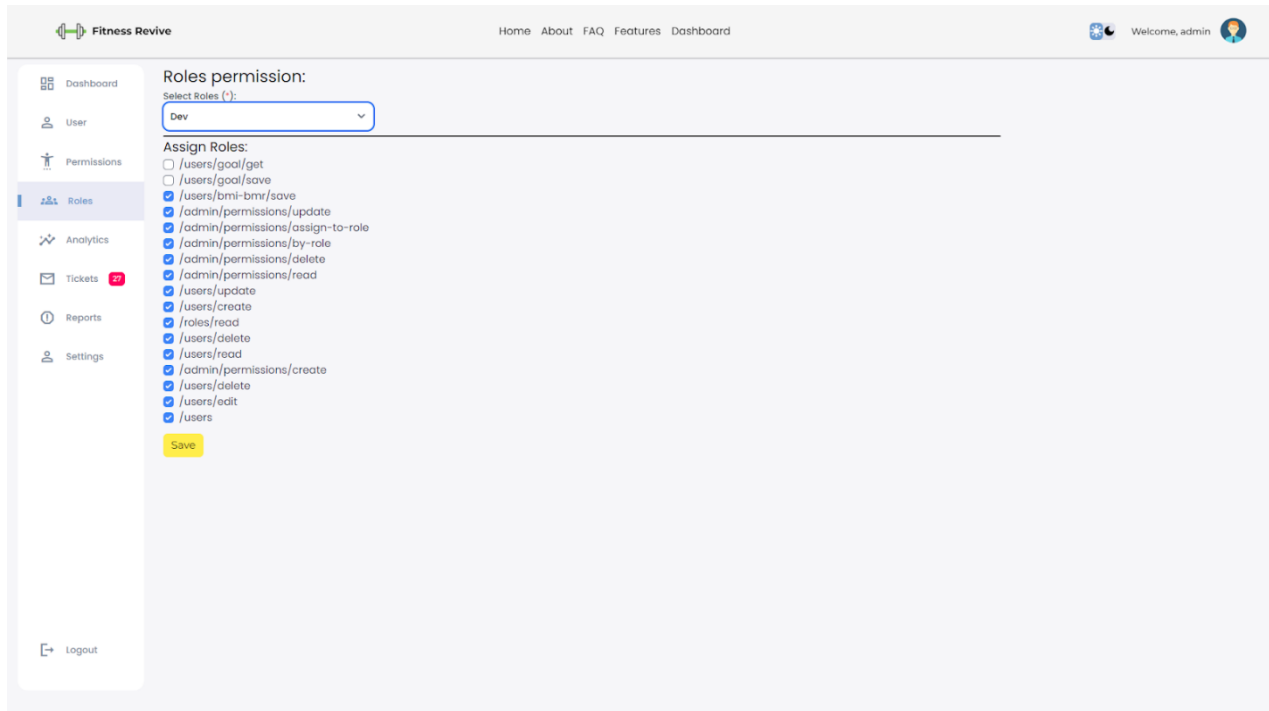 Fitness Revive
Home About FAQ Features Dashboard
Welcome, admin
Dashboard
User
Permissions
Roles
Analytics
Tickets 27
Reports
Settings
Logout
Roles permission:
Select Roles (*):
Dev
Assign Roles:
/users/goal/get
/users/goal/save
/users/bmi-bmr/save
/admin/permissions/update
/admin/permissions/assign-to-role
/admin/permissions/by-role
/admin/permissions/delete
/admin/permissions/read
/users/update
/users/create
/roles/read
/users/delete
/users/read
/admin/permissions/create
/users/delete
/users/edit
/users
Save